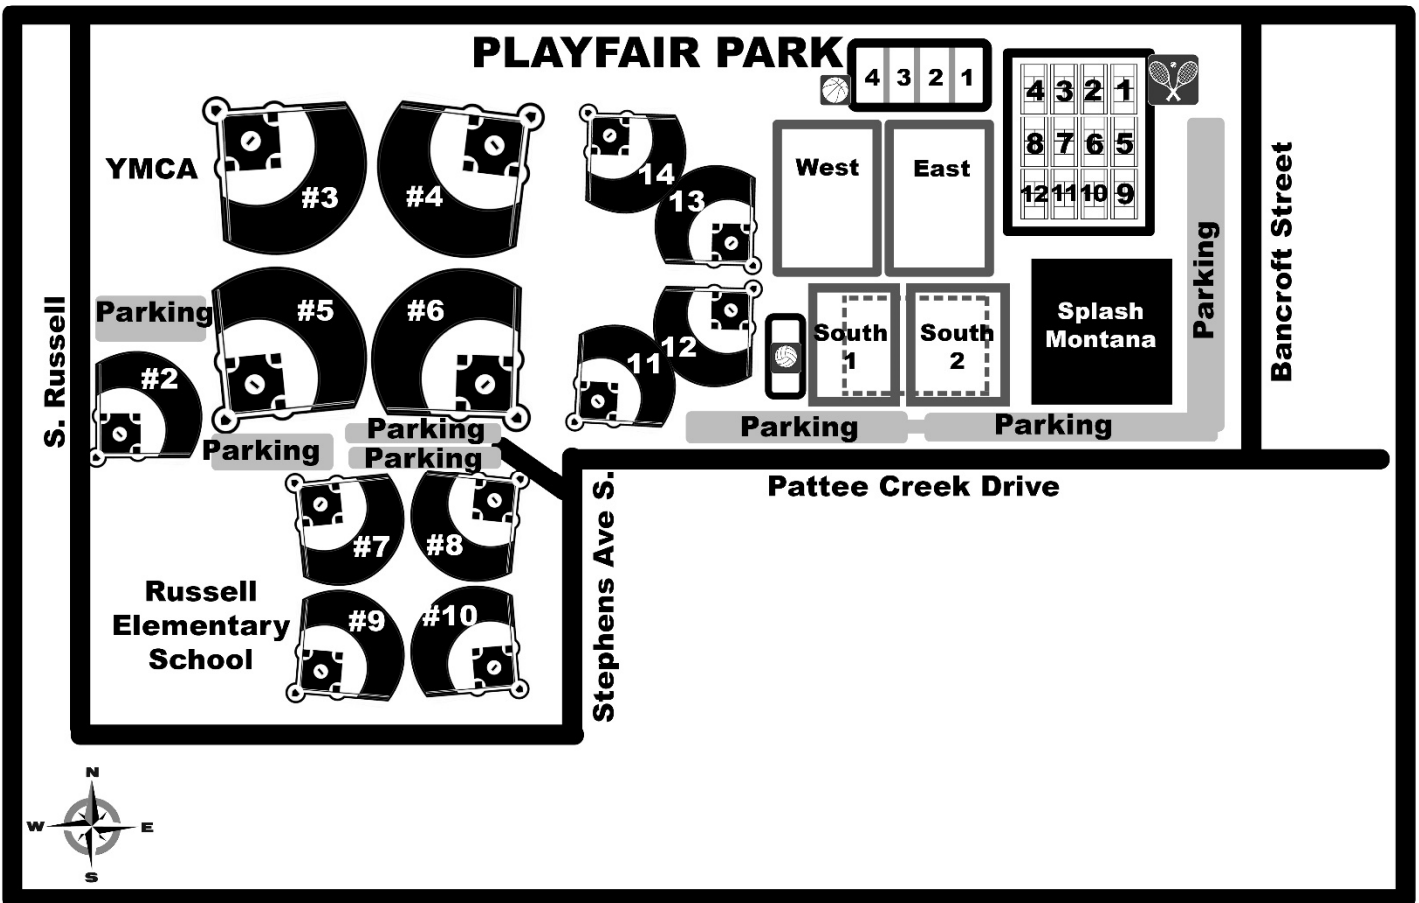 PLAYFAIR PARK
4 3 2 1
4 3 2 1
8 7 6 5
12 11 10 9
YMCA
#3
#4
14
13
West
East
S. Russell
Parking
#5
#6
#2
12
11
South
1
South
2
Splash
Montana
Parking
Bancroft Street
Parking
Parking
Parking
Parking
Parking
Pattee Creek Drive
#7
#8
Stephens Ave S.
Russell
Elementary
School
#9
#10
N
W
E
S